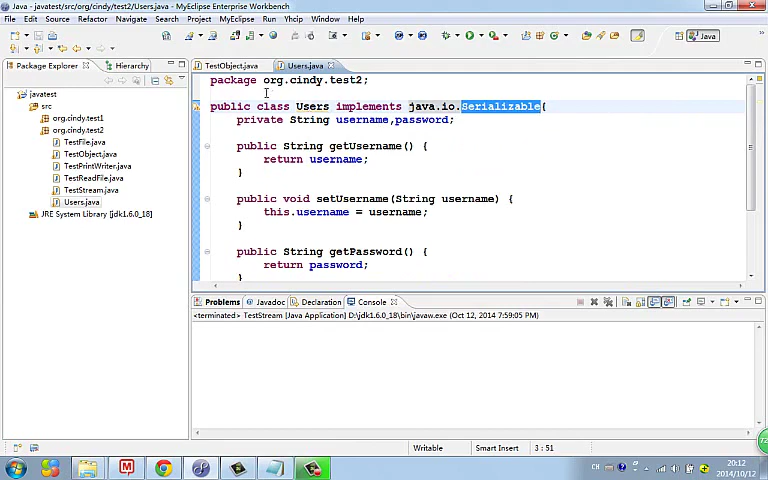 Java - javatest/src/org/cindy/test2/Users.java - MyEclipse Enterprise Workbench
File Edit Source Refactor Navigate Search Project MyEclipse Run Yhcip Window Help
Java
Package Explorer Hierarchy
TestObject.java Users.java
javatest
src
org.cindy.test1
org.cindy.test2
TestFile.java
TestObject.java
TestPrintWriter.java
TestReadFile.java
TestStream.java
Users.java
JRE System Library [jdk1.6.0_18]
package org.cindy.test2;
public class Users implements java.io.Serializable{
private String username,password;
public String getUsername() {
return username;
}
public void setUsername(String username) {
this.username = username;
}
public String getPassword() {
return password;
}
Problems Javadoc Declaration Console
<terminated> TestStream [Java Application] D:\jdk1.6.0_18\bin\javaw.exe (Oct 12, 2014 7:59:05 PM)
Writable Smart Insert 3 : 51
72
CH
20:12
2014/10/12